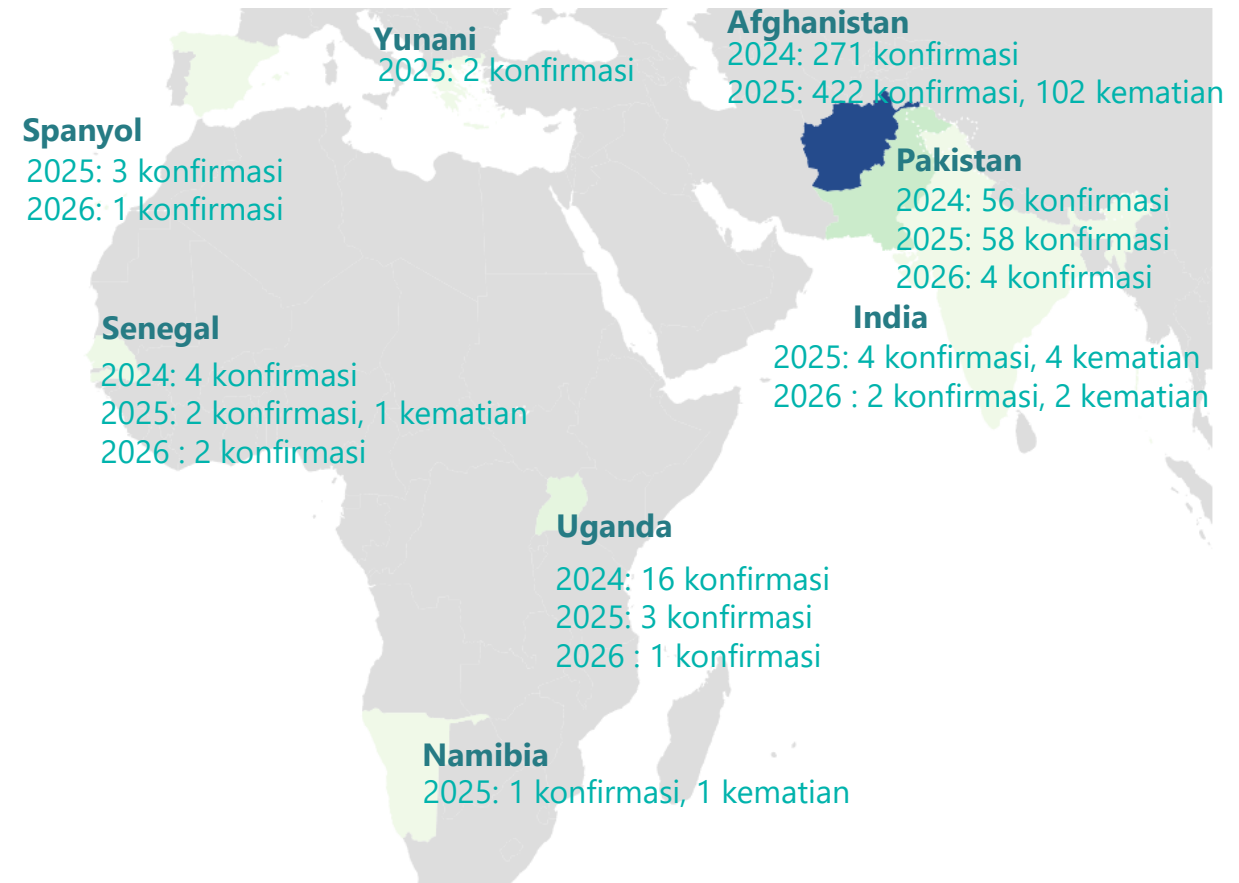 Yunani
2025: 2 konfirmasi
Afghanistan
2024: 271 konfirmasi
2025: 422 konfirmasi, 102 kematian
Spanyol
2025: 3 konfirmasi
2026: 1 konfirmasi
Pakistan
2024: 56 konfirmasi
2025: 58 konfirmasi
2026: 4 konfirmasi
India
2025: 4 konfirmasi, 4 kematian
2026 : 2 konfirmasi, 2 kematian
Senegal
2024: 4 konfirmasi
2025: 2 konfirmasi, 1 kematian
2026 : 2 konfirmasi
Uganda
2024: 16 konfirmasi
2025: 3 konfirmasi
2026 : 1 konfirmasi
Namibia
2025: 1 konfirmasi, 1 kematian